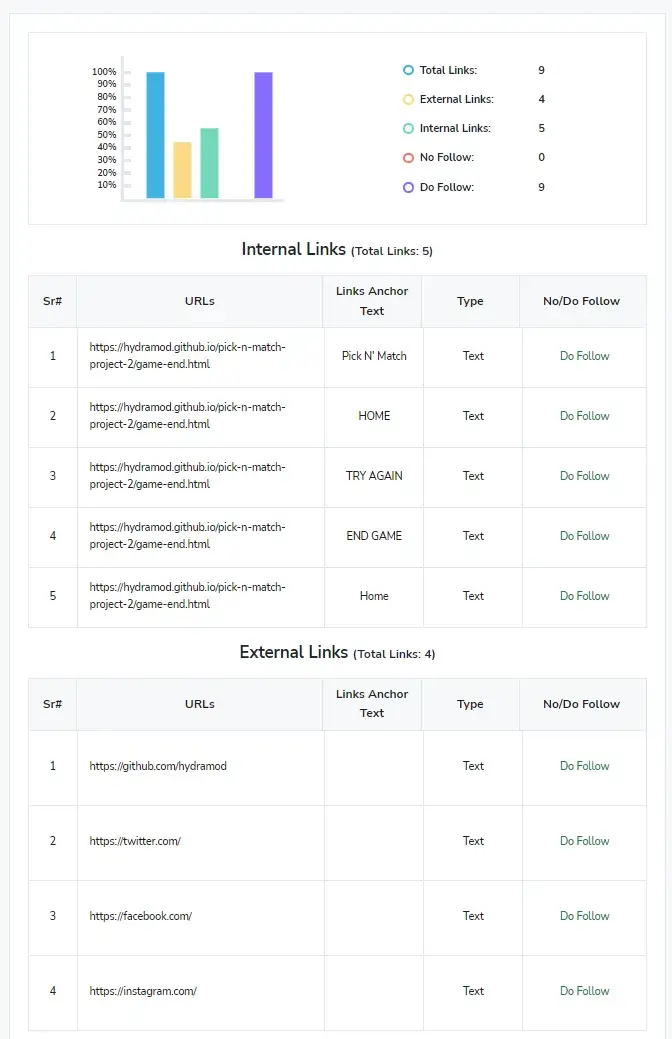 100%
90%
80%
70%
60%
50%
40%
30%
20%
10%
Total Links: 9
External Links: 4
Internal Links: 5
No Follow: 0
Do Follow: 9
Internal Links (Total Links: 5)
Sr# URLs Links Anchor Text Type No/Do Follow
1 https://hydramod.github.io/pick-n-match-
project-2/game-end.html Pick N' Match Text Do Follow
2 https://hydramod.github.io/pick-n-match-
project-2/game-end.html HOME Text Do Follow
3 https://hydramod.github.io/pick-n-match-
project-2/game-end.html TRY AGAIN Text Do Follow
4 https://hydramod.github.io/pick-n-match-
project-2/game-end.html END GAME Text Do Follow
5 https://hydramod.github.io/pick-n-match-
project-2/game-end.html Home Text Do Follow
External Links (Total Links: 4)
Sr# URLs Links Anchor Text Type No/Do Follow
1 https://github.com/hydramod Text Do Follow
2 https://twitter.com/ Text Do Follow
3 https://facebook.com/ Text Do Follow
4 https://instagram.com/ Text Do Follow